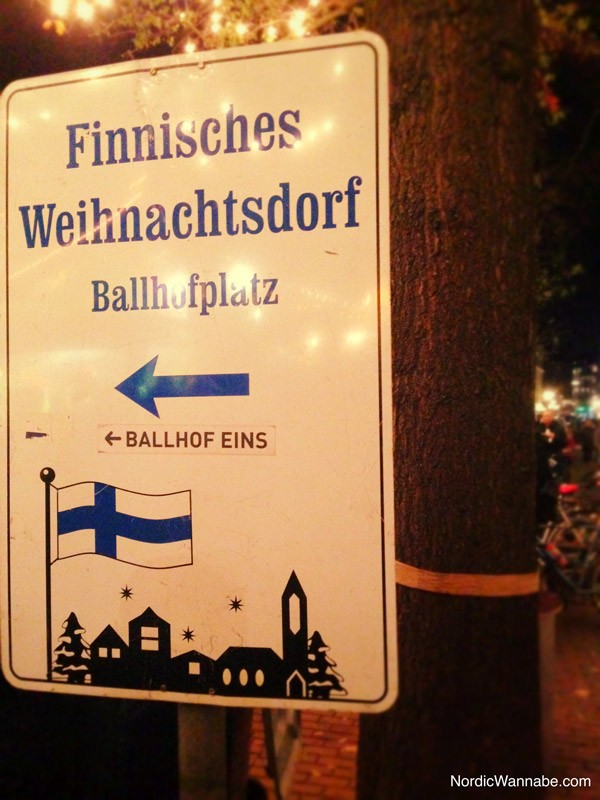 Finnisches
Weihnachtsdorf
Ballhofplatz
←BALLHOF EINS
NordicWannabe.com